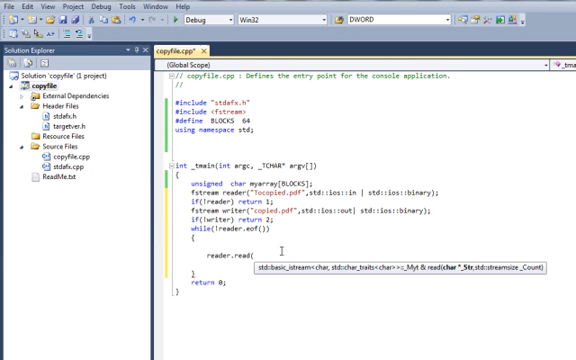 File Edit View Project Debug Tools Window Help
Debug Win32 DWORD
Solution Explorer
copyfile.cpp*
(Global Scope) _tma
Solution 'copyfile' (1 project)
copyfile
External Dependencies
Header Files
stdafx.h
targetver.h
Resource Files
Source Files
copyfile.cpp
stdafx.cpp
ReadMe.txt
// copyfile.cpp : Defines the entry point for the console application.
//
#include "stdafx.h"
#include <fstream>
#define BLOCKS 64
using namespace std;
int _tmain(int argc, _TCHAR* argv[])
{
unsigned char myarray[BLOCKS];
fstream reader("Tocopied.pdf",std::ios::in | std::ios::binary);
if(!reader) return 1;
fstream writer("copied.pdf",std::ios::out| std::ios::binary);
if(!writer) return 2;
while(!reader.eof())
{
reader.read(
std::basic_istream<char, std::char_traits<char>>::_Myt & read(char *_Str,std::streamsize _Count)
}
return 0;
}